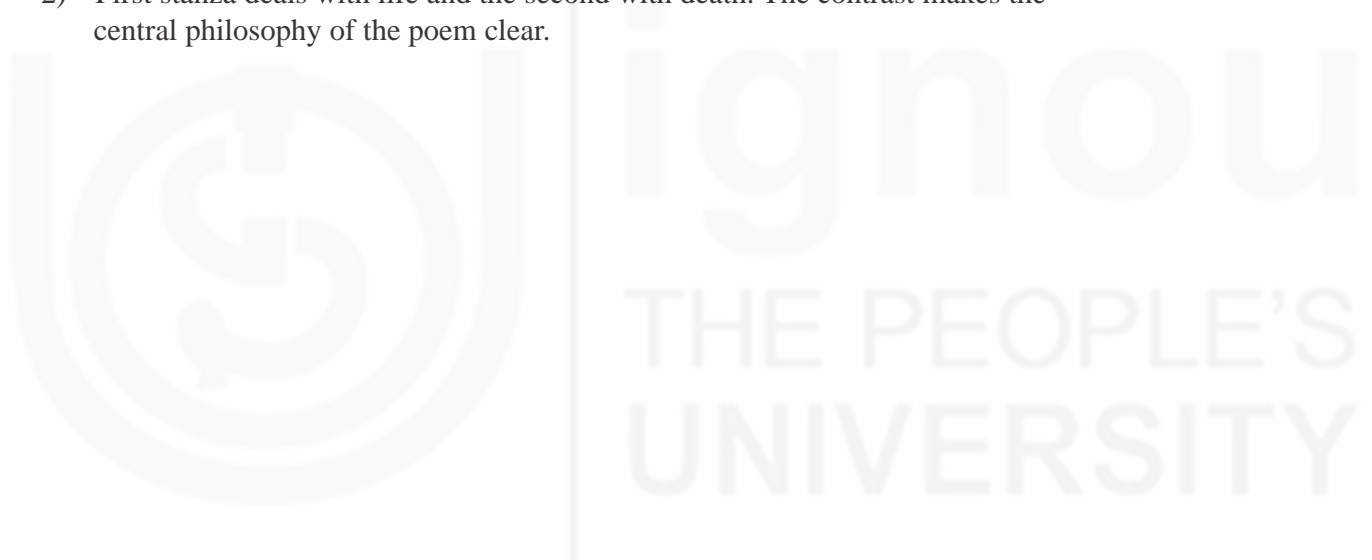 2) First stanza deals with life and the second with death. The contrast makes the
central philosophy of the poem clear.
ignou
THE PEOPLE'S
UNIVERSITY